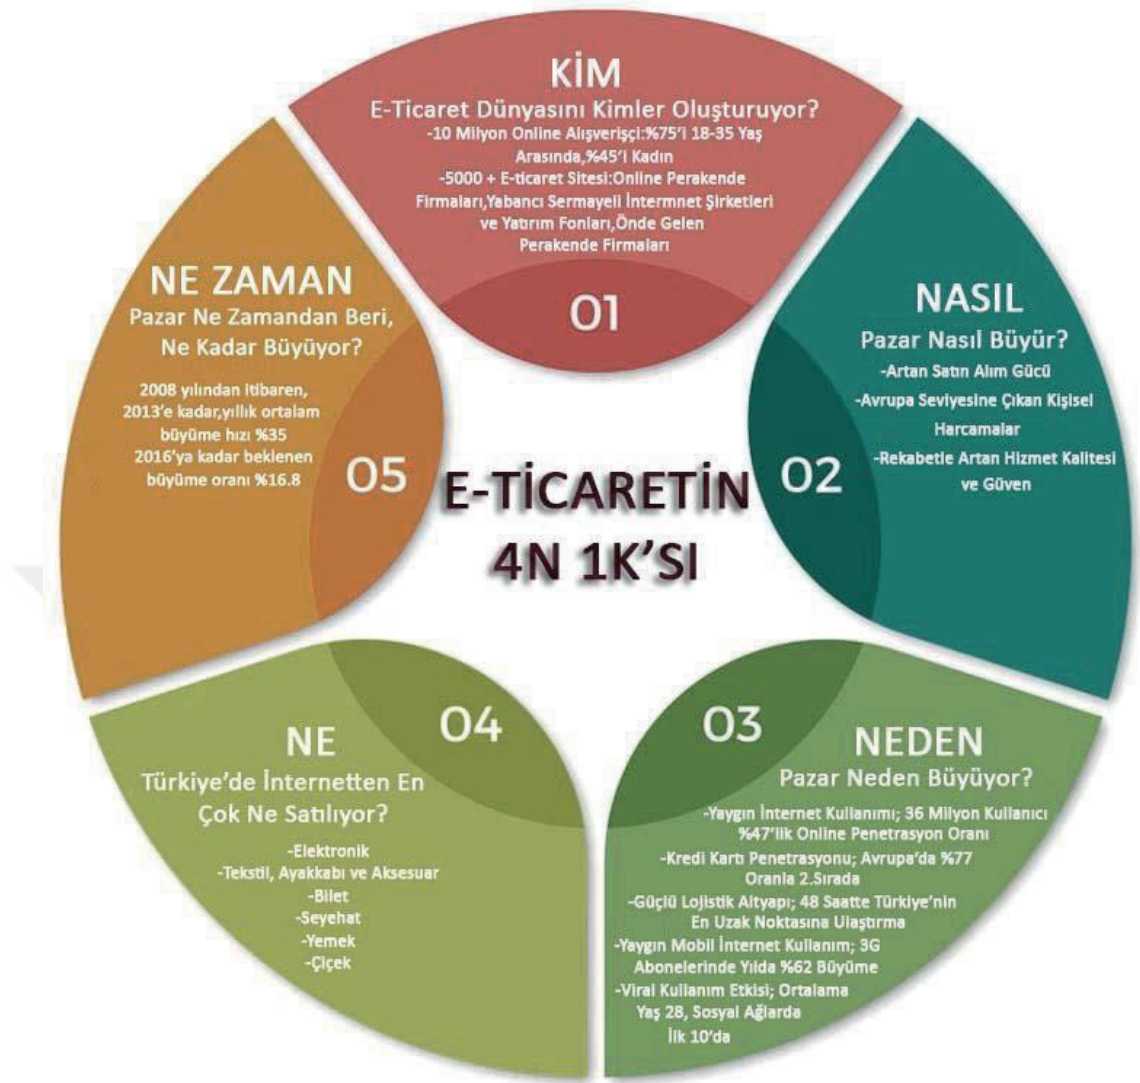 KİM
E-Ticaret Dünyasını Kimler Oluşturuyor?
-10 Milyon Online Alışverişçi:%75'i 18-35 Yaş
Arasında,%45'i Kadın
-5000 + E-ticaret Sitesi:Online Perakende
Firmaları,Yabancı Sermayeli İntermnet Şirketleri
ve Yatırım Fonları,Önde Gelen
Perakende Firmaları
01
NASIL
Pazar Nasıl Büyür?
-Artan Satın Alım Gücü
-Avrupa Seviyesine Çıkan Kişisel
Harcamalar
-Rekabetle Artan Hizmet Kalitesi
ve Güven
02
NEDEN
Pazar Neden Büyüyor?
-Yaygın İnternet Kullanımı; 36 Milyon Kullanıcı
%47'lik Online Penetrasyon Oranı
-Kredi Kartı Penetrasyonu; Avrupa'da %77
Oranla 2.Sırada
-Güçlü Lojistik Altyapı; 48 Saatte Türkiye'nin
En Uzak Noktasına Ulaştırma
-Yaygın Mobil İnternet Kullanım; 3G
Abonelerinde Yılda %62 Büyüme
-Viral Kullanım Etkisi; Ortalama
Yaş 28, Sosyal Ağlarda
İlk 10'da
03
NE
Türkiye'de İnternetten En
Çok Ne Satılıyor?
-Elektronik
-Tekstil, Ayakkabı ve Aksesuar
-Bilet
-Seyehat
-Yemek
-Çiçek
04
NE ZAMAN
Pazar Ne Zamandan Beri,
Ne Kadar Büyüyor?
2008 yılından itibaren,
2013'e kadar,yıllık ortalam
büyüme hızı %35
2016'ya kadar beklenen
büyüme oranı %16.8
05
E-TİCARETİN
4N 1K'SI